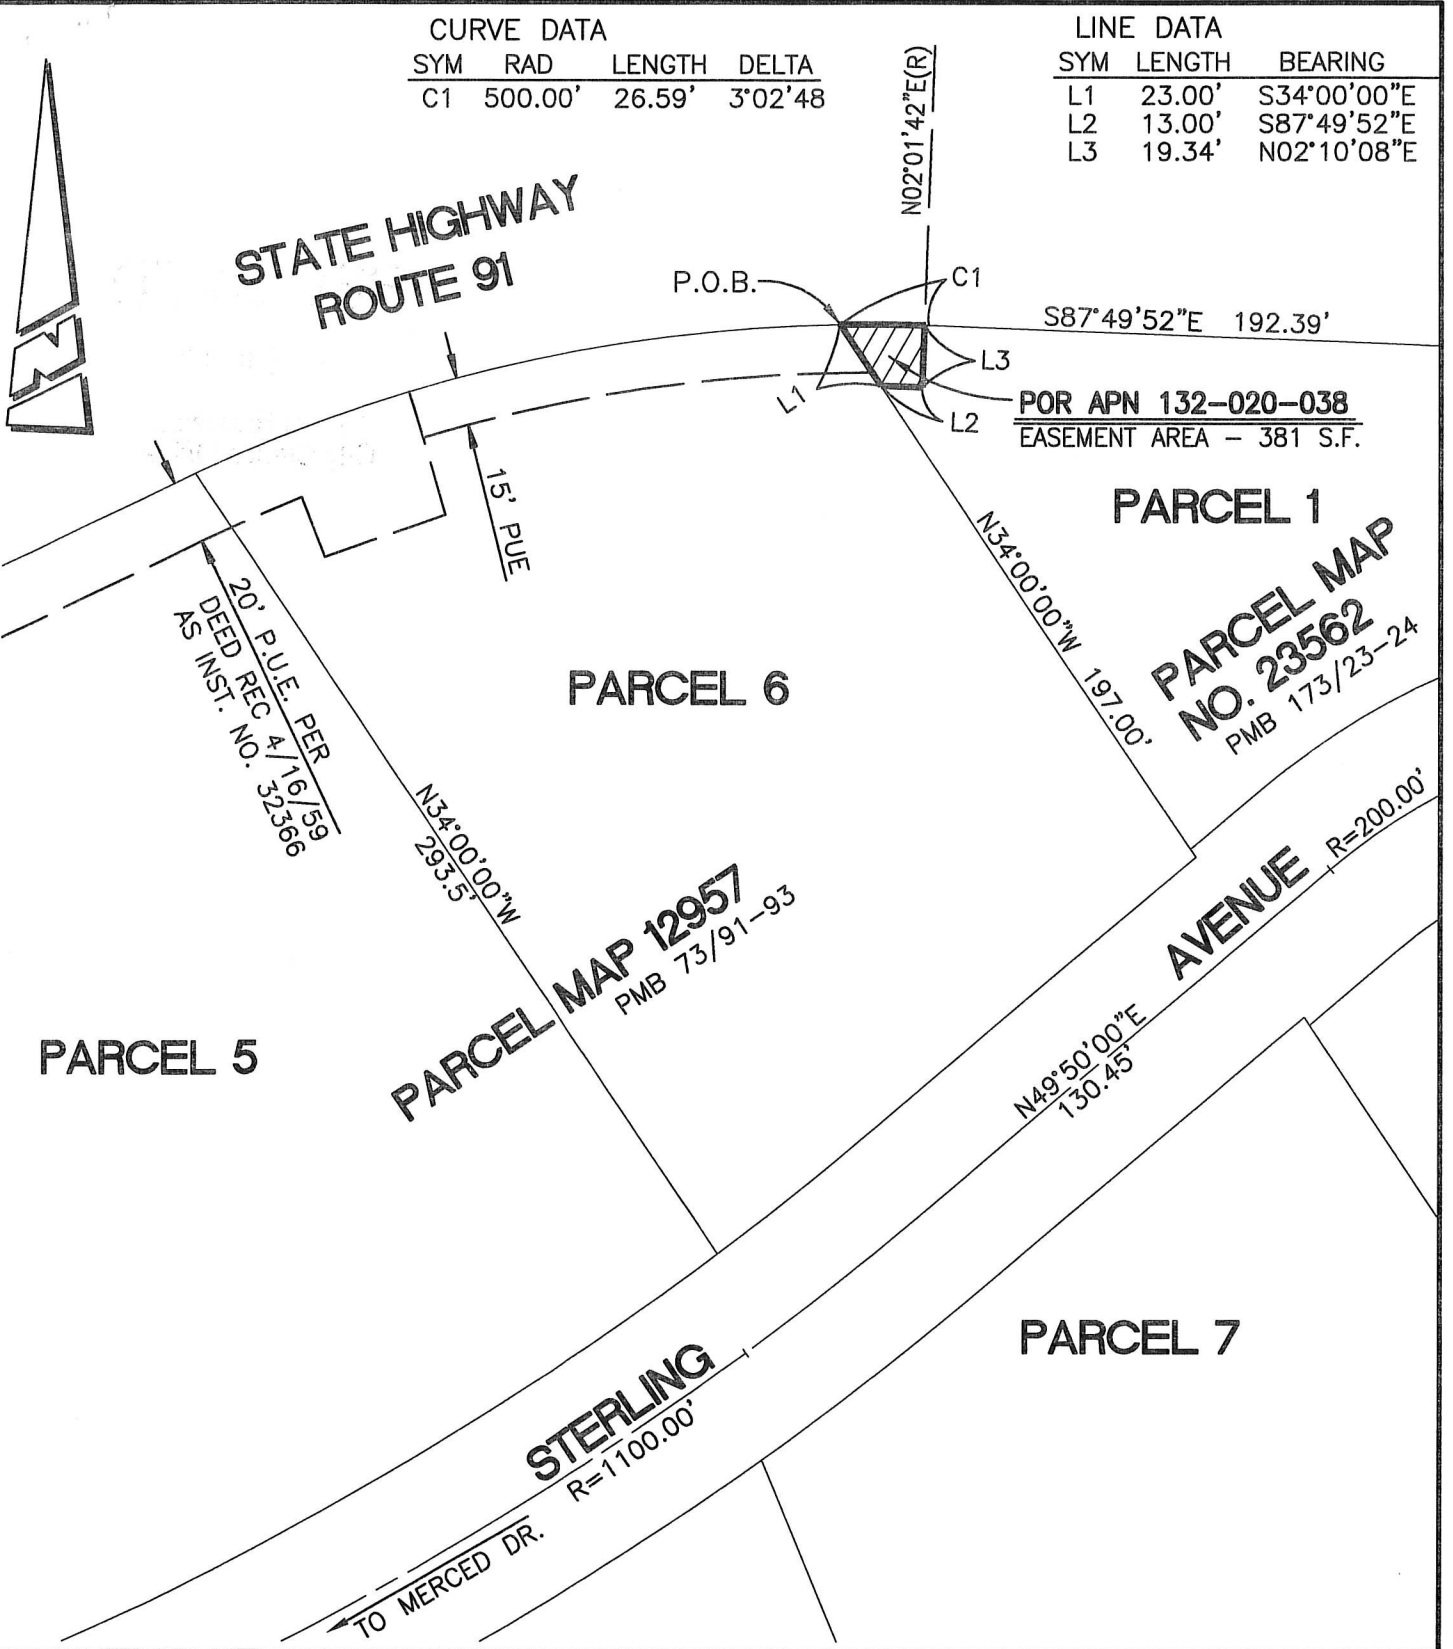 CURVE DATA
SYM RAD LENGTH DELTA
C1 500.00' 26.59' 3°02'48
LINE DATA
SYM LENGTH BEARING
L1 23.00' S34°00'00"E
L2 13.00' S87°49'52"E
L3 19.34' N02°10'08"E
N02°01'42"E(R)
N
STATE HIGHWAY
ROUTE 91
P.O.B.
C1
S87°49'52"E 192.39'
L3
L1
L2
POR APN 132-020-038
EASEMENT AREA - 381 S.F.
15' PUE
PARCEL 1
N34°00'00"W 197.00'
PARCEL MAP
NO. 23562
PMB 173/23-24
20' P.U.E. PER
DEED REC 4/16/59
AS INST. NO. 32366
PARCEL 6
N34°00'00"W
293.5'
PARCEL MAP 12957
PMB 73/91-93
PARCEL 5
R=200.00'
AVENUE
N49°50'00"E
130.45'
PARCEL 7
STERLING
R=1100.00'
TO MERCED DR.